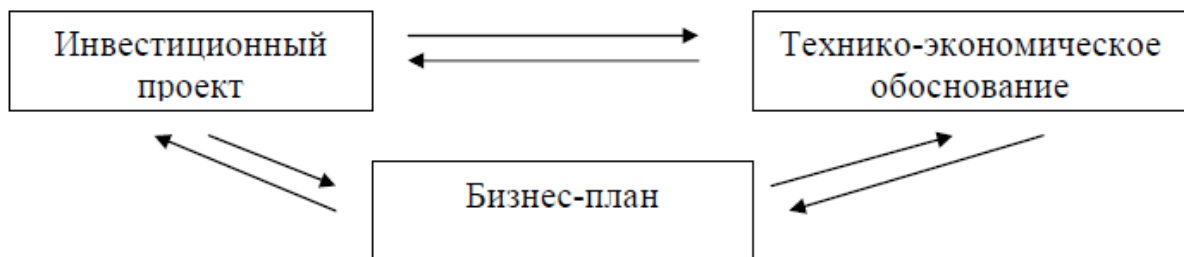 Инвестиционный
проект
Технико-экономическое
обоснование
Бизнес-план